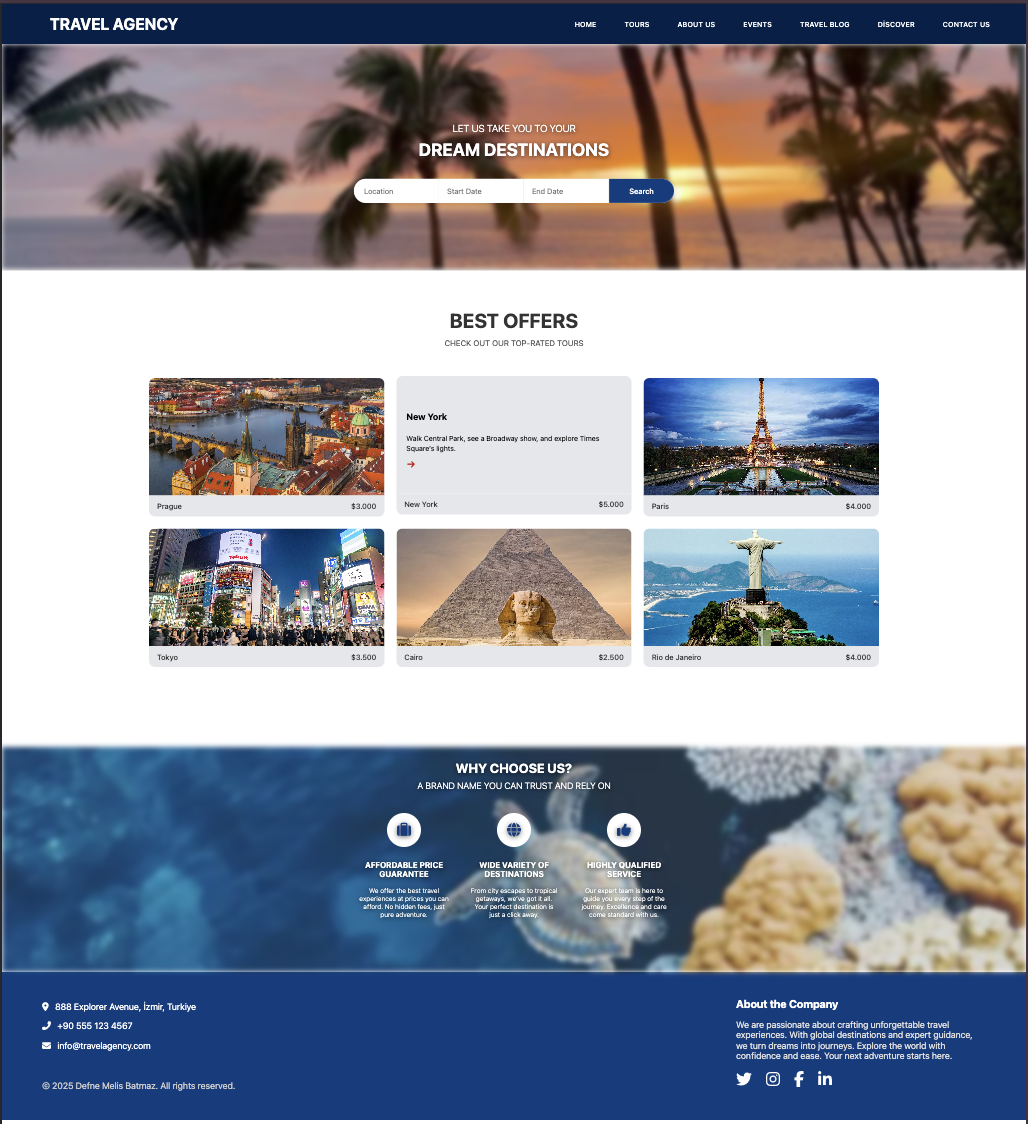 TRAVEL AGENCY
HOME TOURS ABOUT US EVENTS TRAVEL BLOG DİSCOVER CONTACT US
LET US TAKE YOU TO YOUR
DREAM DESTINATIONS
Location Start Date End Date Search
BEST OFFERS
CHECK OUT OUR TOP-RATED TOURS
New York
Walk Central Park, see a Broadway show, and explore Times
Square's lights.
Prague $3.000
New York $5.000
Paris $4.000
Tokyo $3.500
Cairo $2.500
Rio de Janeiro $4.000
WHY CHOOSE US?
A BRAND NAME YOU CAN TRUST AND RELY ON
AFFORDABLE PRICE
GUARANTEE
We offer the best travel
experiences at prices you can
afford. No hidden fees, just
pure adventure.
WIDE VARIETY OF
DESTINATIONS
From city escapes to tropical
getaways, we've got it all.
Your perfect destination is
just a click away.
HIGHLY QUALIFIED
SERVICE
Our expert team is here to
guide you every step of the
journey. Excellence and care
come standard with us.
888 Explorer Avenue, İzmir, Turkiye
+90 555 123 4567
info@travelagency.com
© 2025 Defne Melis Batmaz. All rights reserved.
About the Company
We are passionate about crafting unforgettable travel
experiences. With global destinations and expert guidance,
we turn dreams into journeys. Explore the world with
confidence and ease. Your next adventure starts here.